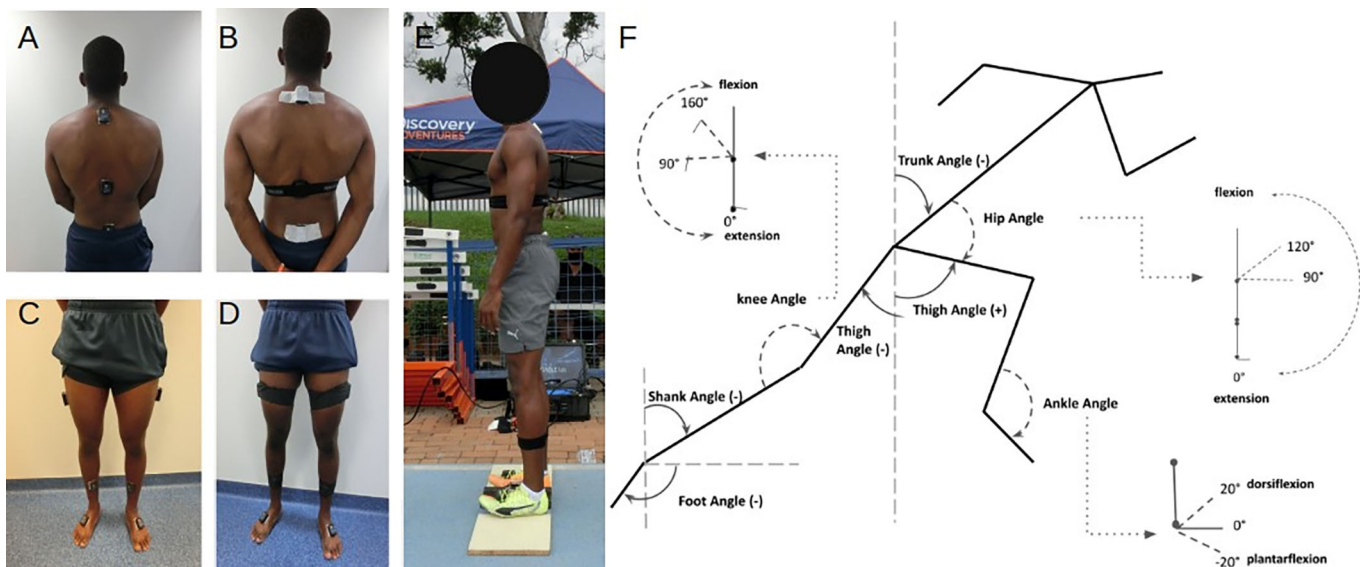 A
B
C
D
E
F
Discovery
ADVENTURES
flexion
160°
90°
0°
extension
knee Angle
Trunk Angle (-)
Hip Angle
Thigh Angle (+)
Thigh
Angle (-)
Shank Angle (-)
Foot Angle (-)
Ankle Angle
flexion
120°
90°
0°
extension
20°
dorsiflexion
0°
-20°
plantarflexion